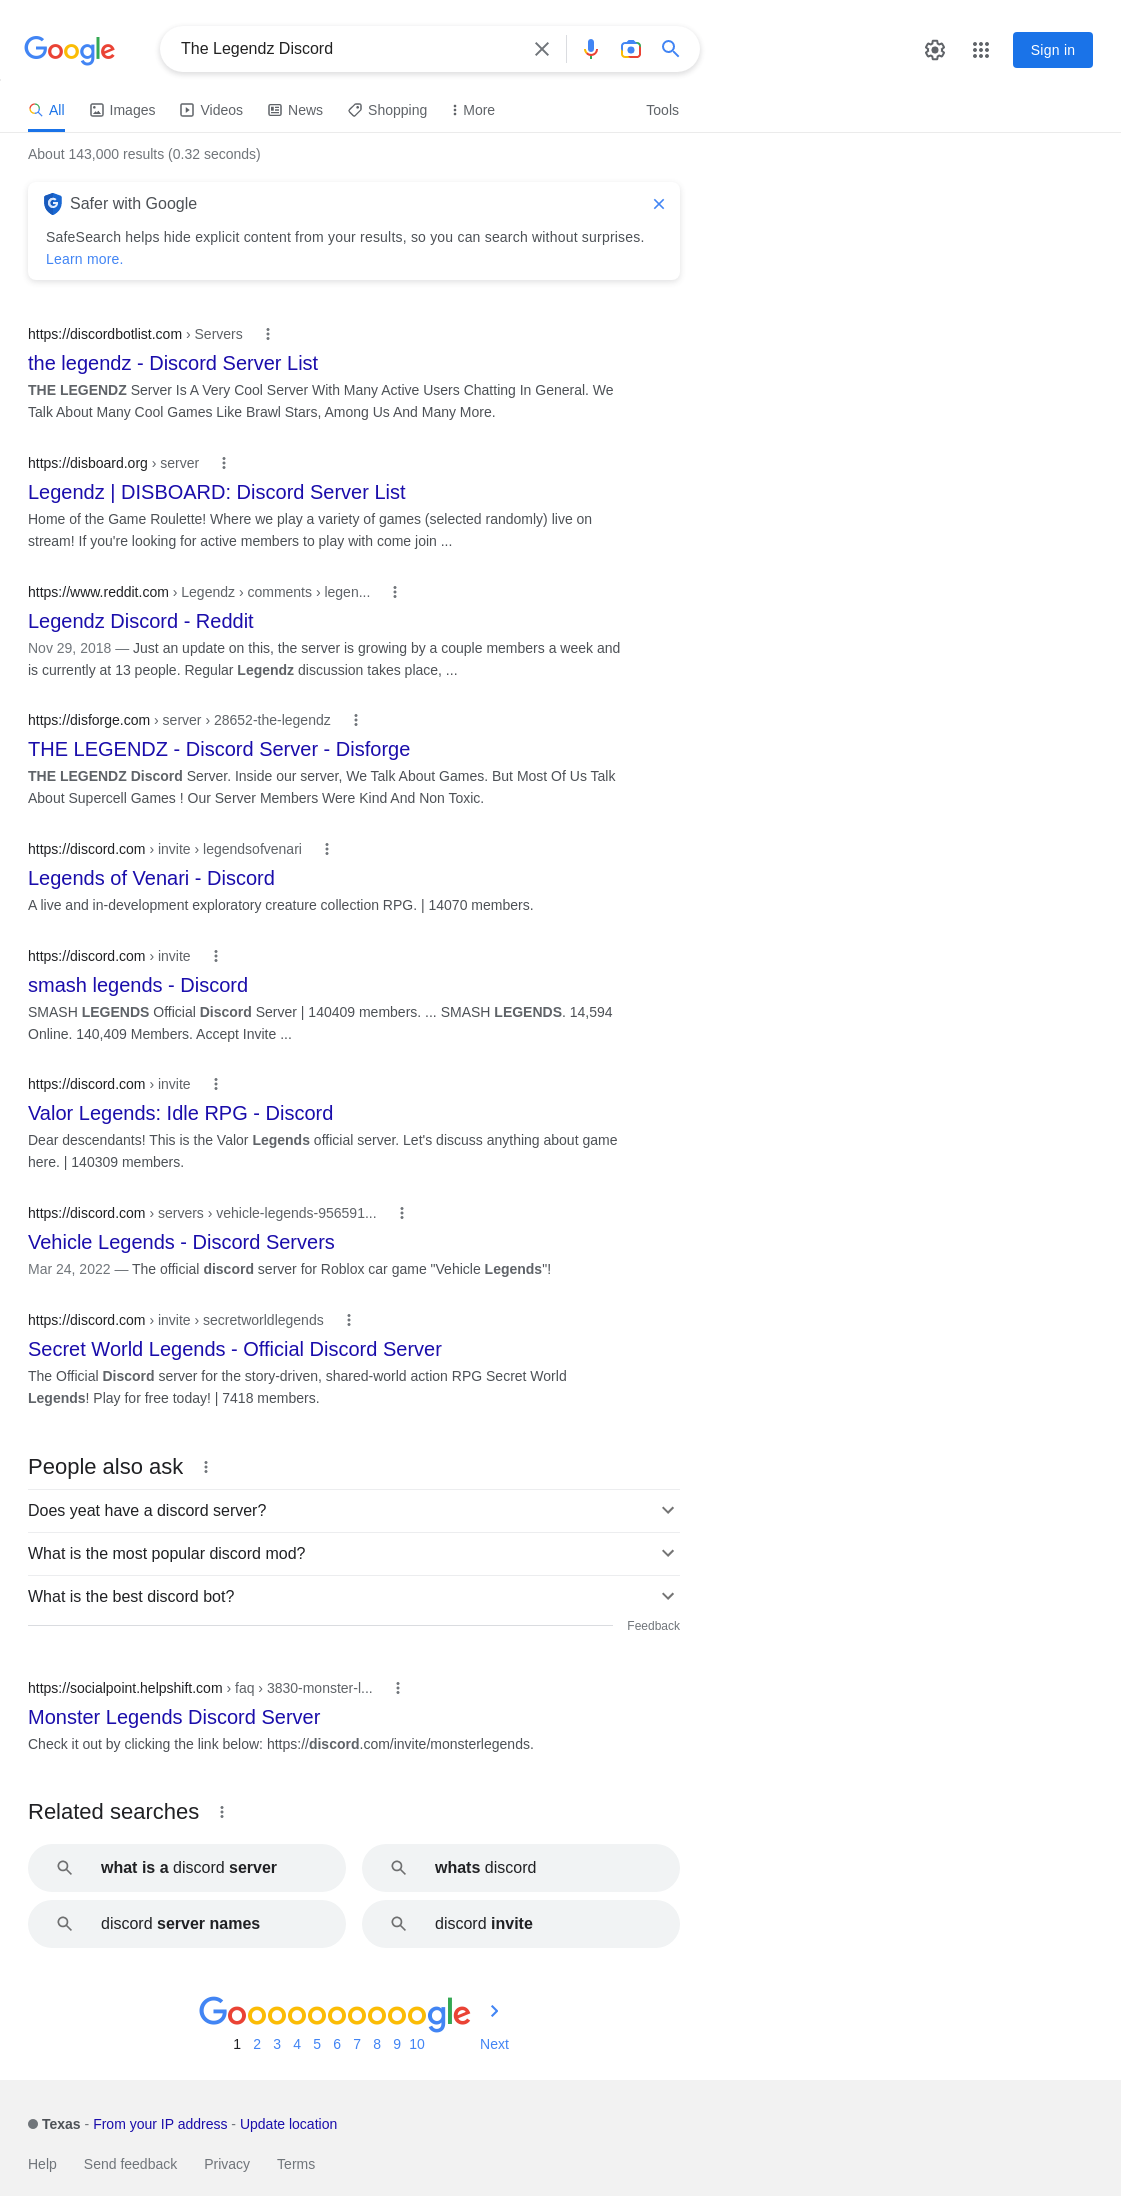 Google
The Legendz Discord
Sign in
All Images Videos News Shopping More Tools
About 143,000 results (0.32 seconds)
Safer with Google
SafeSearch helps hide explicit content from your results, so you can search without surprises.
Learn more.
https://discordbotlist.com › Servers
the legendz - Discord Server List
THE LEGENDZ Server Is A Very Cool Server With Many Active Users Chatting In General. We
Talk About Many Cool Games Like Brawl Stars, Among Us And Many More.
https://disboard.org › server
Legendz | DISBOARD: Discord Server List
Home of the Game Roulette! Where we play a variety of games (selected randomly) live on
stream! If you're looking for active members to play with come join ...
https://www.reddit.com › Legendz › comments › legen...
Legendz Discord - Reddit
Nov 29, 2018 — Just an update on this, the server is growing by a couple members a week and
is currently at 13 people. Regular Legendz discussion takes place, ...
https://disforge.com › server › 28652-the-legendz
THE LEGENDZ - Discord Server - Disforge
THE LEGENDZ Discord Server. Inside our server, We Talk About Games. But Most Of Us Talk
About Supercell Games ! Our Server Members Were Kind And Non Toxic.
https://discord.com › invite › legendsofvenari
Legends of Venari - Discord
A live and in-development exploratory creature collection RPG. | 14070 members.
https://discord.com › invite
smash legends - Discord
SMASH LEGENDS Official Discord Server | 140409 members. ... SMASH LEGENDS. 14,594
Online. 140,409 Members. Accept Invite ...
https://discord.com › invite
Valor Legends: Idle RPG - Discord
Dear descendants! This is the Valor Legends official server. Let's discuss anything about game
here. | 140309 members.
https://discord.com › servers › vehicle-legends-956591...
Vehicle Legends - Discord Servers
Mar 24, 2022 — The official discord server for Roblox car game "Vehicle Legends"!
https://discord.com › invite › secretworldlegends
Secret World Legends - Official Discord Server
The Official Discord server for the story-driven, shared-world action RPG Secret World
Legends! Play for free today! | 7418 members.
People also ask
Does yeat have a discord server?
What is the most popular discord mod?
What is the best discord bot?
Feedback
https://socialpoint.helpshift.com › faq › 3830-monster-l...
Monster Legends Discord Server
Check it out by clicking the link below: https://discord.com/invite/monsterlegends.
Related searches
what is a discord server
whats discord
discord server names
discord invite
Goooooooooogle
1 2 3 4 5 6 7 8 9 10 Next
Texas - From your IP address - Update location
Help Send feedback Privacy Terms